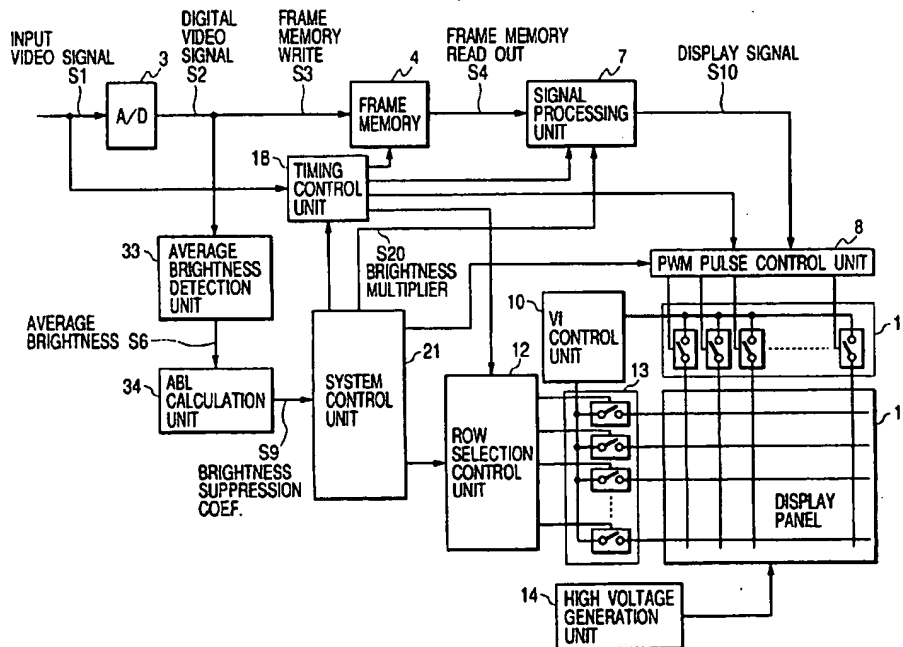 INPUT
VIDEO SIGNAL
S1
3
A/D
DIGITAL
VIDEO
SIGNAL
S2
FRAME
MEMORY
WRITE
S3
4
FRAME
MEMORY
FRAME MEMORY
READ OUT
S4
7
SIGNAL
PROCESSING
UNIT
DISPLAY SIGNAL
S10
18
TIMING
CONTROL
UNIT
33
AVERAGE
BRIGHTNESS
DETECTION
UNIT
S20
BRIGHTNESS
MULTIPLIER
8
PWM PULSE CONTROL UNIT
AVERAGE
BRIGHTNESS S6
34
ABL
CALCULATION
UNIT
S9
BRIGHTNESS
SUPPRESSION
COEF.
21
SYSTEM
CONTROL
UNIT
10
Vf
CONTROL
UNIT
1
12
ROW
SELECTION
CONTROL
UNIT
13
1
DISPLAY
PANEL
14
HIGH VOLTAGE
GENERATION
UNIT